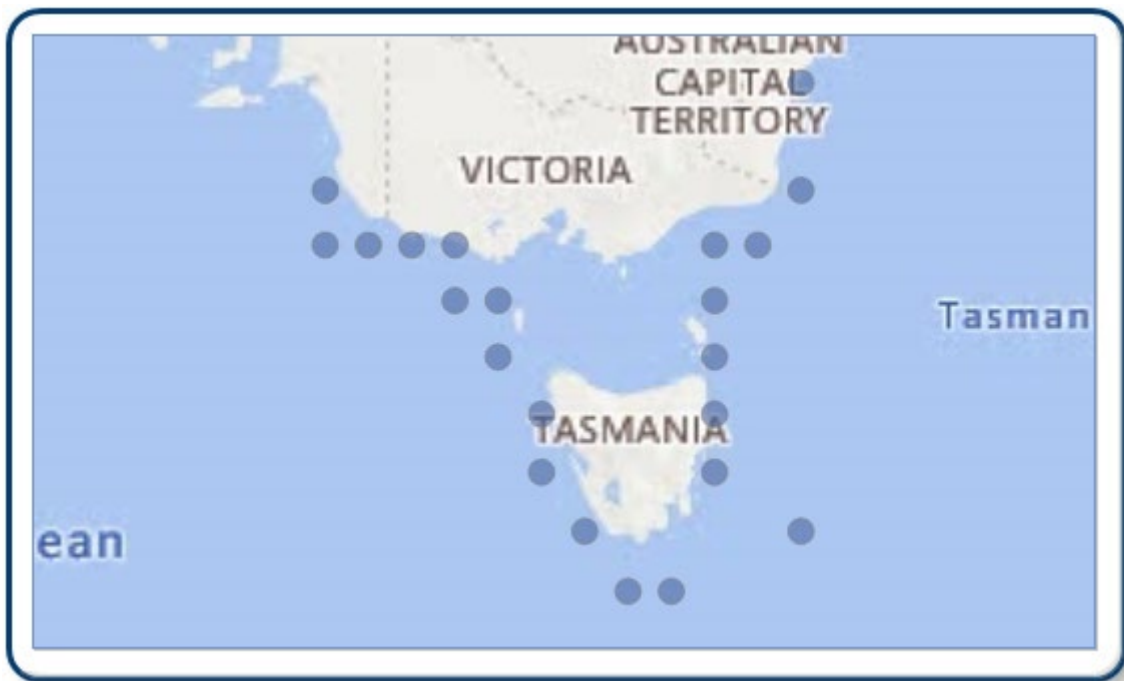 AUSTRALIAN
CAPITAL
TERRITORY
VICTORIA
Tasman
TASMANIA
ean